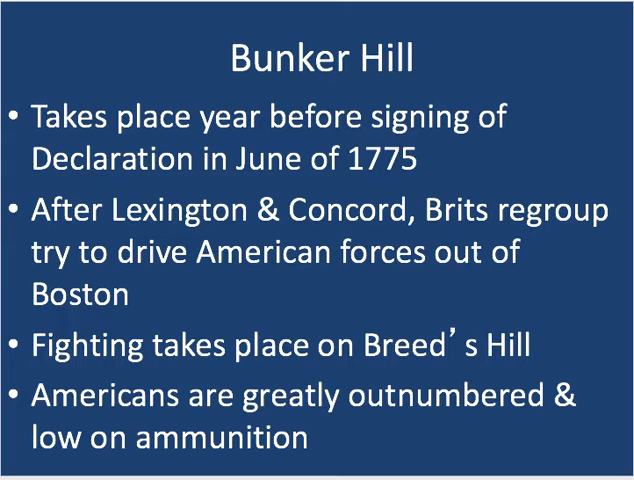 Bunker Hill
• Takes place year before signing of
Declaration in June of 1775
• After Lexington & Concord, Brits regroup
try to drive American forces out of
Boston
• Fighting takes place on Breed’s Hill
• Americans are greatly outnumbered &
low on ammunition